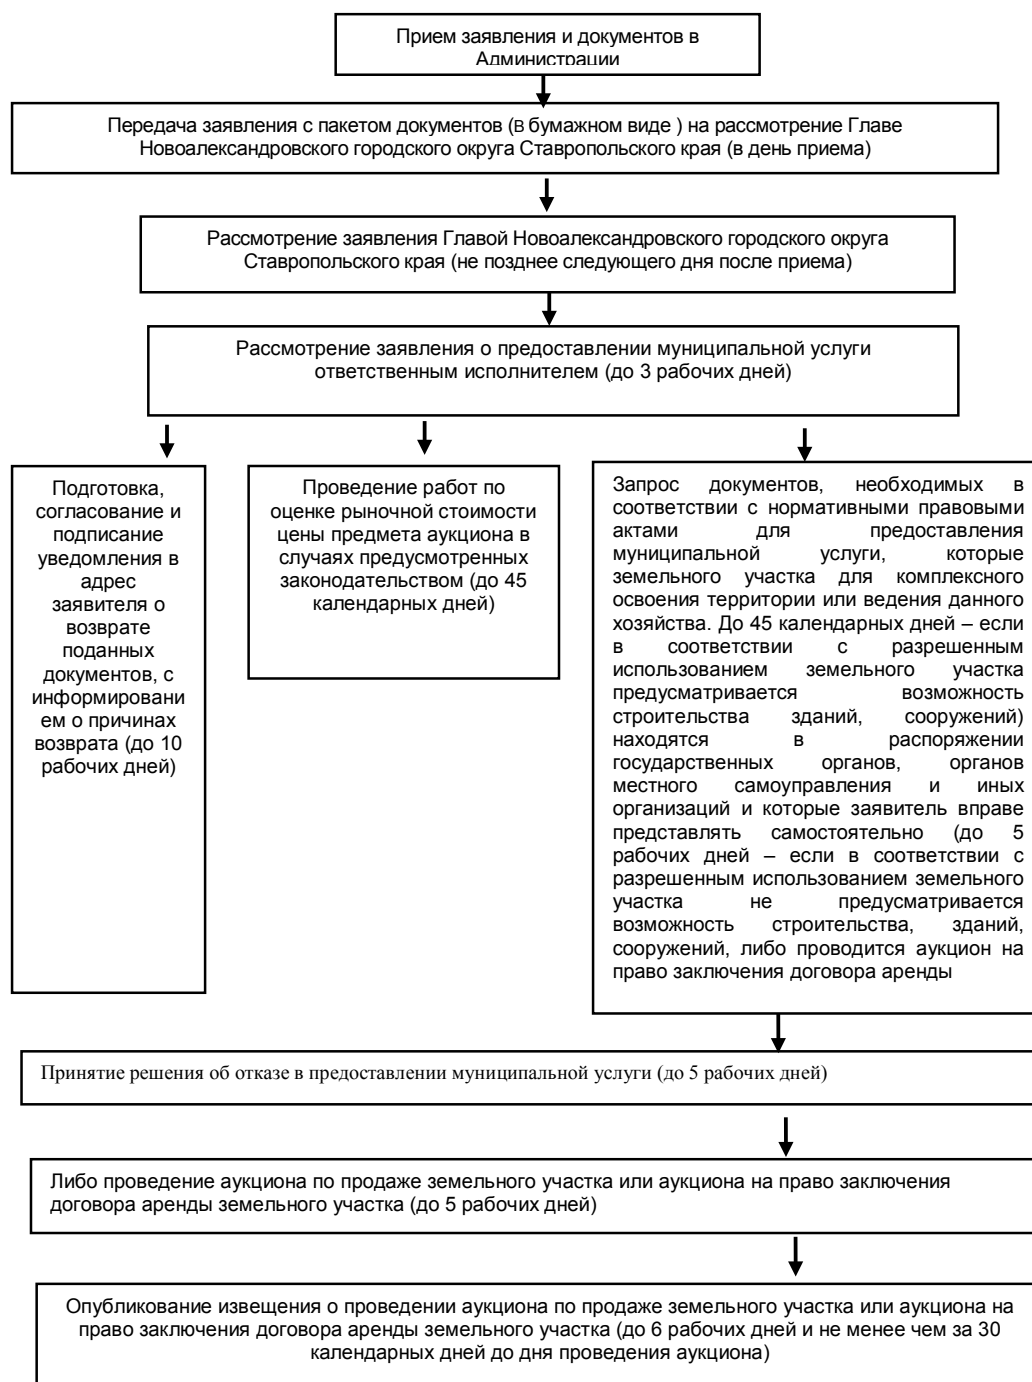 Прием заявления и документов в
Администрации
Передача заявления с пакетом документов (в бумажном виде ) на рассмотрение Главе
Новоалександровского городского округа Ставропольского края (в день приема)
Рассмотрение заявления Главой Новоалександровского городского округа
Ставропольского края (не позднее следующего дня после приема)
Рассмотрение заявления о предоставлении муниципальной услуги
ответственным исполнителем (до 3 рабочих дней)
Подготовка,
согласование и
подписание
уведомления в
адрес
заявителя о
возврате
поданных
документов, с
информировани
ем о причинах
возврата (до 10
рабочих дней)
Проведение работ по
оценке рыночной стоимости
цены предмета аукциона в
случаях предусмотренных
законодательством (до 45
календарных дней)
Запрос документов, необходимых в
соответствии с нормативными правовыми
актами для предоставления
муниципальной услуги, которые
земельного участка для комплексного
освоения территории или ведения данного
хозяйства. До 45 календарных дней – если
в соответствии с разрешенным
использованием земельного участка
предусматривается возможность
строительства зданий, сооружений)
находятся в распоряжении
государственных органов, органов
местного самоуправления и иных
организаций и которые заявитель вправе
представлять самостоятельно (до 5
рабочих дней – если в соответствии с
разрешенным использованием земельного
участка не предусматривается
возможность строительства, зданий,
сооружений, либо проводится аукцион на
право заключения договора аренды
Принятие решения об отказе в предоставлении муниципальной услуги (до 5 рабочих дней)
Либо проведение аукциона по продаже земельного участка или аукциона на право заключения
договора аренды земельного участка (до 5 рабочих дней)
Опубликование извещения о проведении аукциона по продаже земельного участка или аукциона на
право заключения договора аренды земельного участка (до 6 рабочих дней и не менее чем за 30
календарных дней до дня проведения аукциона)